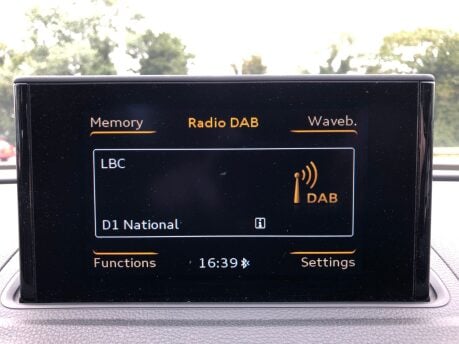 Memory Radio DAB Waveb.
LBC
DAB
D1 National i
Functions 16:39 Settings